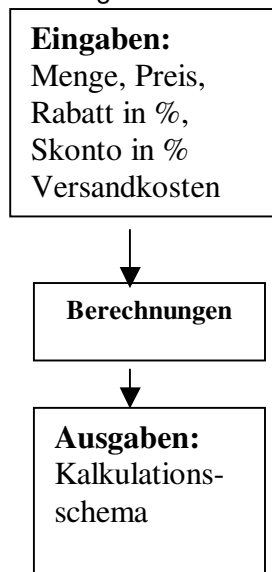 Eingaben:
Menge, Preis,
Rabatt in %,
Skonto in %
Versandkosten
Berechnungen
Ausgaben:
Kalkulations-
schema